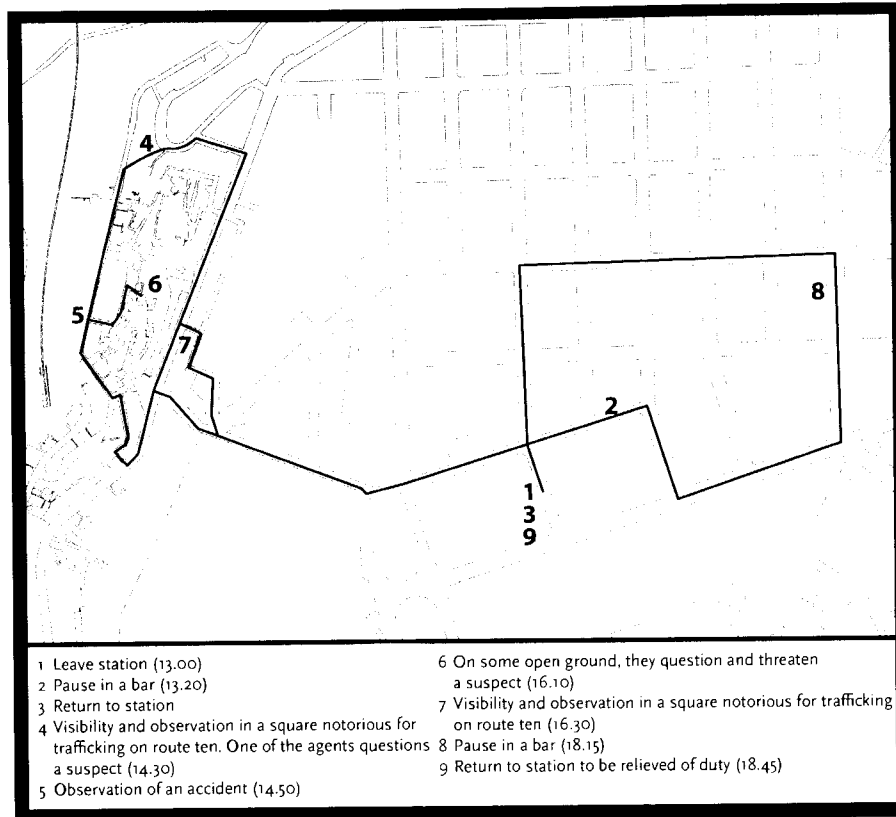 4
6
5
7
8
2
1
3
9
1 Leave station (13.00)
2 Pause in a bar (13.20)
3 Return to station
4 Visibility and observation in a square notorious for
trafficking on route ten. One of the agents questions
a suspect (14.30)
5 Observation of an accident (14.50)
6 On some open ground, they question and threaten
a suspect (16.10)
7 Visibility and observation in a square notorious for trafficking
on route ten (16.30)
8 Pause in a bar (18.15)
9 Return to station to be relieved of duty (18.45)